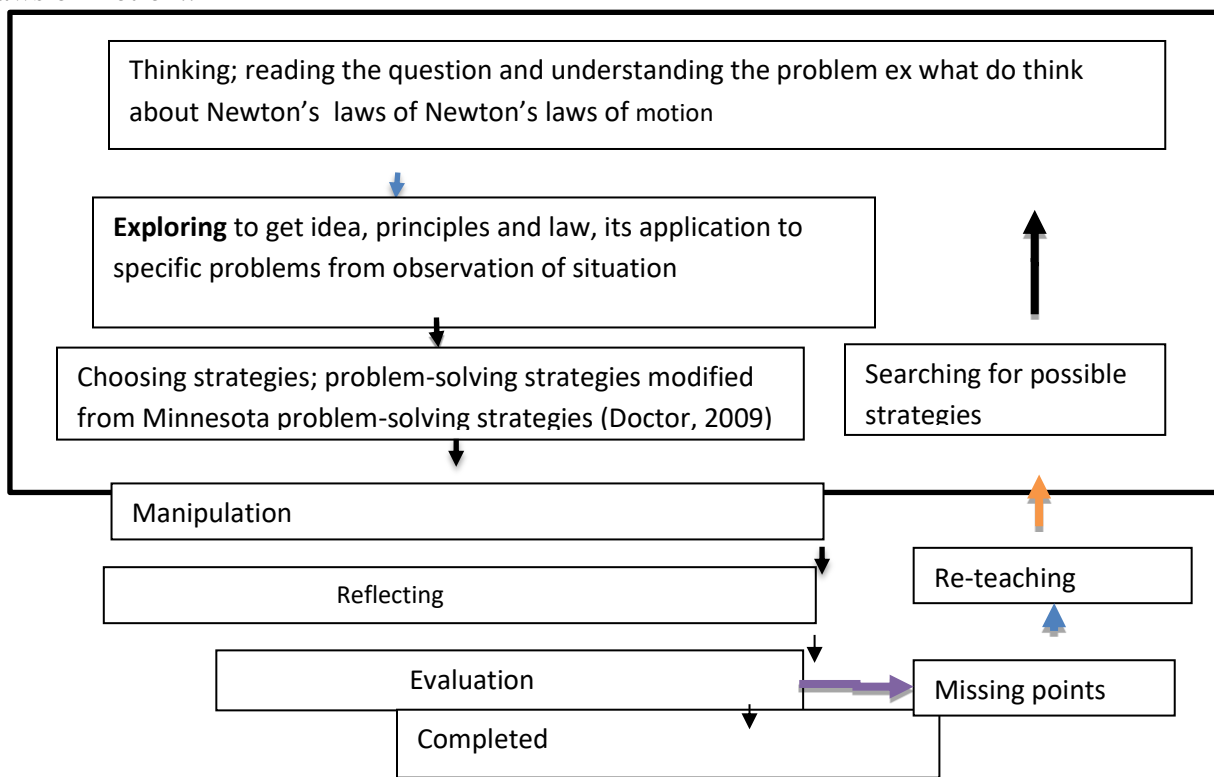 Thinking; reading the question and understanding the problem ex what do think
about Newton's  laws of Newton's laws of motion
Exploring to get idea, principles and law, its application to
specific problems from observation of situation
Choosing strategies; problem-solving strategies modified
from Minnesota problem-solving strategies (Doctor, 2009)
Searching for possible
strategies
Manipulation
Reflecting
Re-teaching
Evaluation
Missing points
Completed